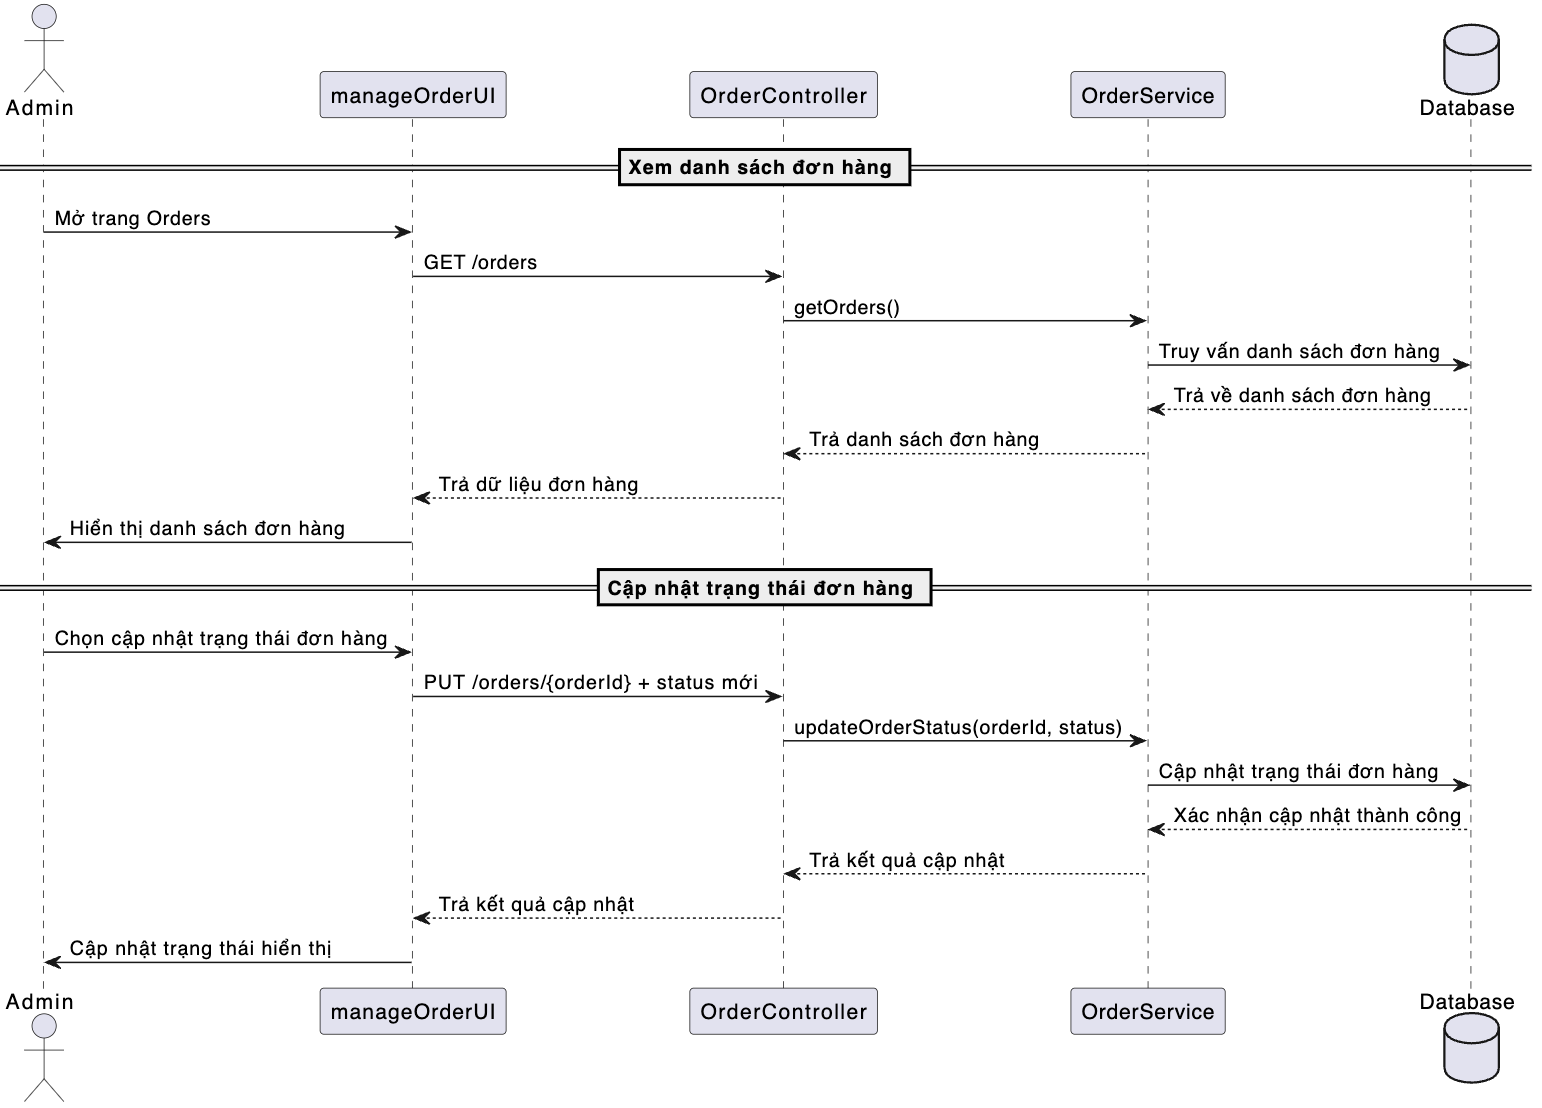 Admin
manageOrderUI
OrderController
OrderService
Database
Xem danh sách đơn hàng
Mở trang Orders
GET /orders
getOrders()
Truy vấn danh sách đơn hàng
Trả về danh sách đơn hàng
Trả danh sách đơn hàng
Trả dữ liệu đơn hàng
Hiển thị danh sách đơn hàng
Cập nhật trạng thái đơn hàng
Chọn cập nhật trạng thái đơn hàng
PUT /orders/{orderId} + status mới
updateOrderStatus(orderId, status)
Cập nhật trạng thái đơn hàng
Xác nhận cập nhật thành công
Trả kết quả cập nhật
Trả kết quả cập nhật
Cập nhật trạng thái hiển thị
Admin
manageOrderUI
OrderController
OrderService
Database